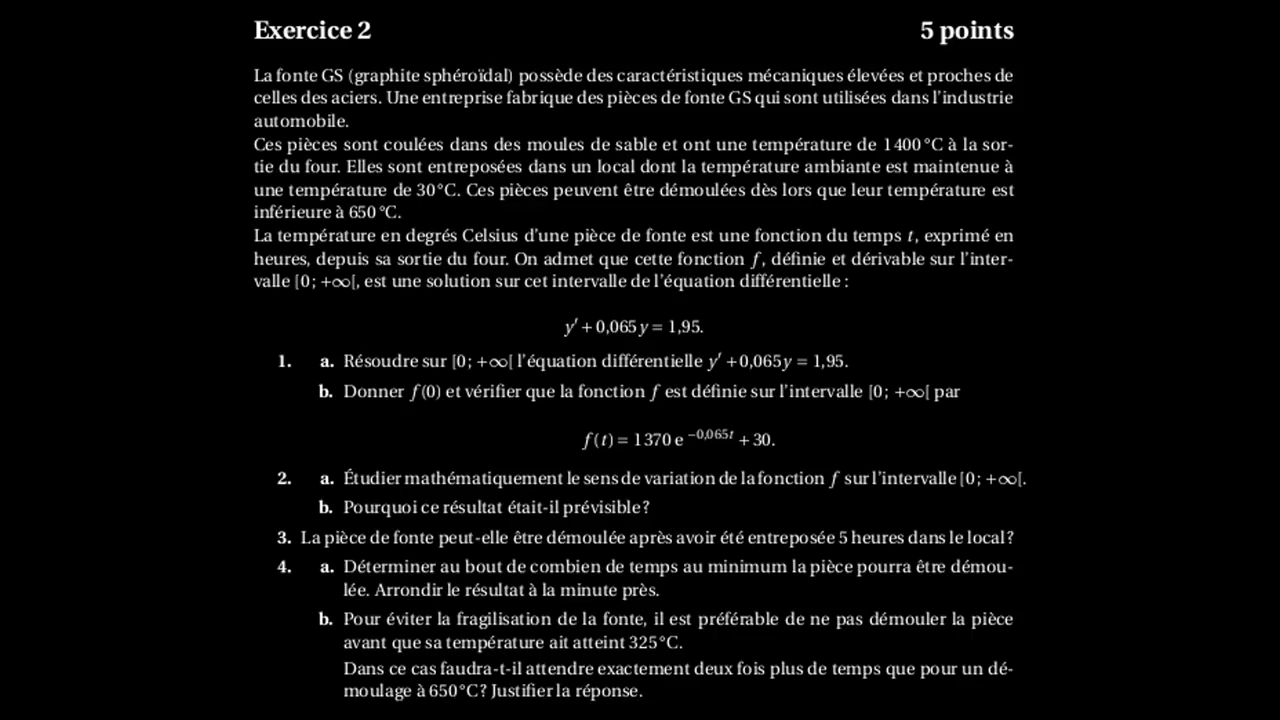 Exercice 2 5 points
La fonte GS (graphite sphéroïdal) possède des caractéristiques mécaniques élevées et proches de
celles des aciers. Une entreprise fabrique des pièces de fonte GS qui sont utilisées dans l'industrie
automobile.
Ces pièces sont coulées dans des moules de sable et ont une température de 1 400 °C à la sor-
tie du four. Elles sont entreposées dans un local dont la température ambiante est maintenue à
une température de 30 °C. Ces pièces peuvent être démoulées dès lors que leur température est
inférieure à 650 °C.
La température en degrés Celsius d'une pièce de fonte est une fonction du temps t, exprimé en
heures, depuis sa sortie du four. On admet que cette fonction f, définie et dérivable sur l'inter-
valle [0 ; +∞[, est une solution sur cet intervalle de l'équation différentielle :
y′ + 0,065y = 1,95.
1. a. Résoudre sur [0 ; +∞[ l'équation différentielle y′ + 0,065y = 1,95.
b. Donner f(0) et vérifier que la fonction f est définie sur l'intervalle [0 ; +∞[ par
f(t) = 1370 e^{−0,065t} + 30.
2. a. Étudier mathématiquement le sens de variation de la fonction f sur l'intervalle [0 ; +∞[.
b. Pourquoi ce résultat était-il prévisible ?
3. La pièce de fonte peut-elle être démoulée après avoir été entreposée 5 heures dans le local ?
4. a. Déterminer au bout de combien de temps au minimum la pièce pourra être démou-
lée. Arrondir le résultat à la minute près.
b. Pour éviter la fragilisation de la fonte, il est préférable de ne pas démouler la pièce
avant que sa température ait atteint 325 °C.
Dans ce cas faudra-t-il attendre exactement deux fois plus de temps que pour un dé-
moulage à 650 °C ? Justifier la réponse.